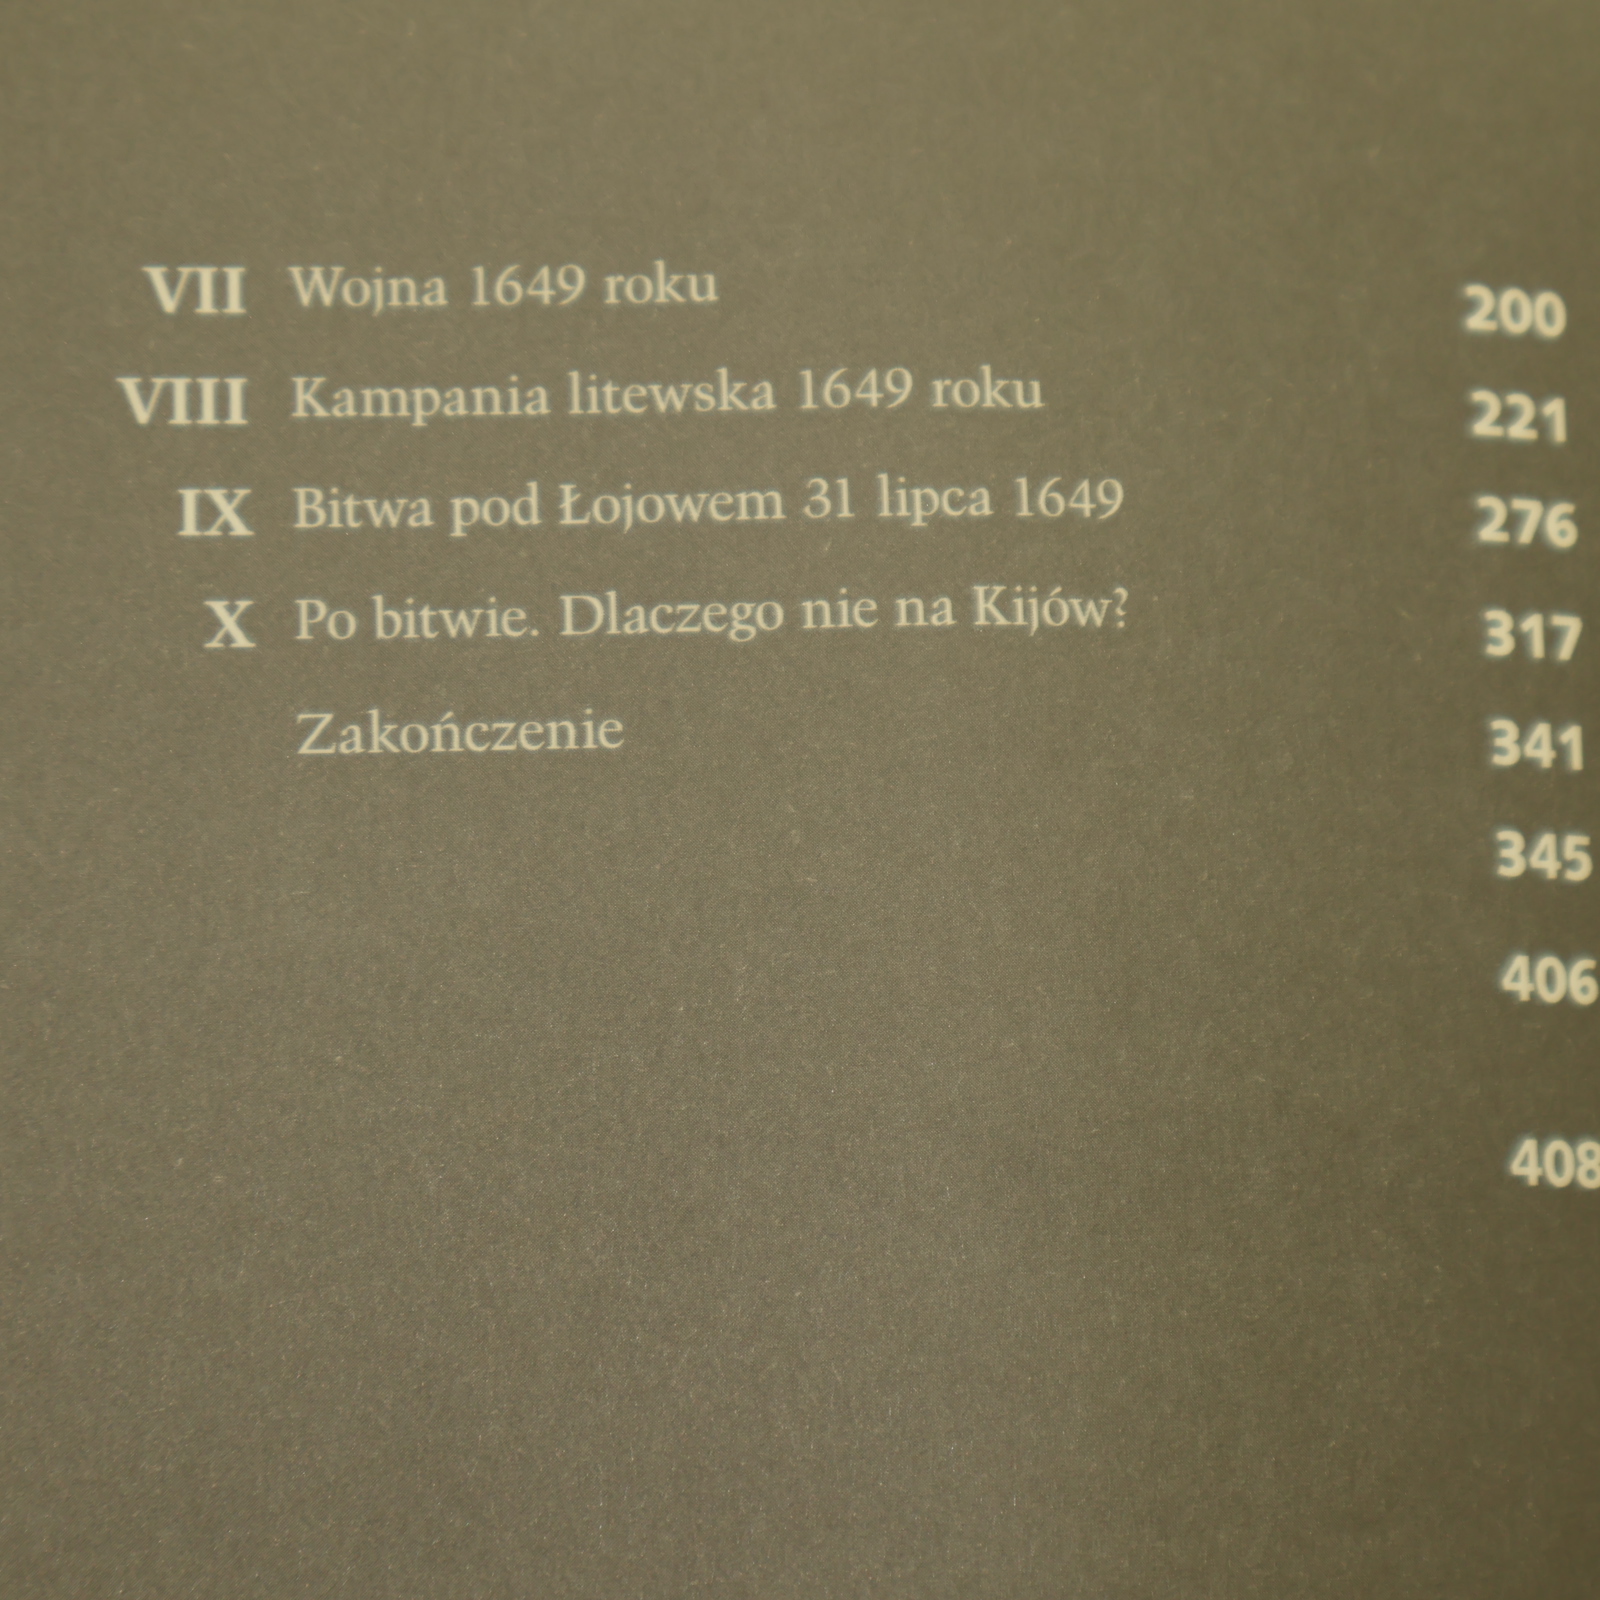 VII Wojna 1649 roku 200
VIII Kampania litewska 1649 roku 221
IX Bitwa pod Łojowem 31 lipca 1649 276
X Po bitwie. Dlaczego nie na Kijów? 317
Zakończenie 341
345
406
408